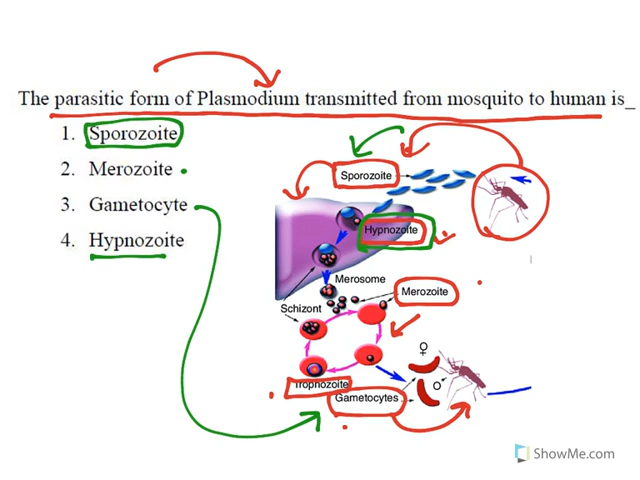 The parasitic form of Plasmodium transmitted from mosquito to human is_
1. Sporozoite
2. Merozoite
3. Gametocyte
4. Hypnozoite
Sporozoite
Hypnozoite
Merosome
Merozoite
Schizont
Trophozoite
♀
Gametocytes
ShowMe.com